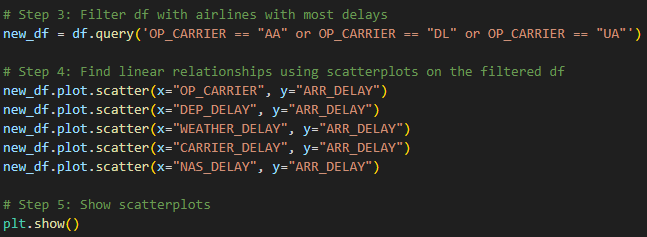 # Step 3: Filter df with airlines with most delays
new_df = df.query('OP_CARRIER == "AA" or OP_CARRIER == "DL" or OP_CARRIER == "UA"')
# Step 4: Find linear relationships using scatterplots on the filtered df
new_df.plot.scatter(x="OP_CARRIER", y="ARR_DELAY")
new_df.plot.scatter(x="DEP_DELAY", y="ARR_DELAY")
new_df.plot.scatter(x="WEATHER_DELAY", y="ARR_DELAY")
new_df.plot.scatter(x="CARRIER_DELAY", y="ARR_DELAY")
new_df.plot.scatter(x="NAS_DELAY", y="ARR_DELAY")
# Step 5: Show scatterplots
plt.show()